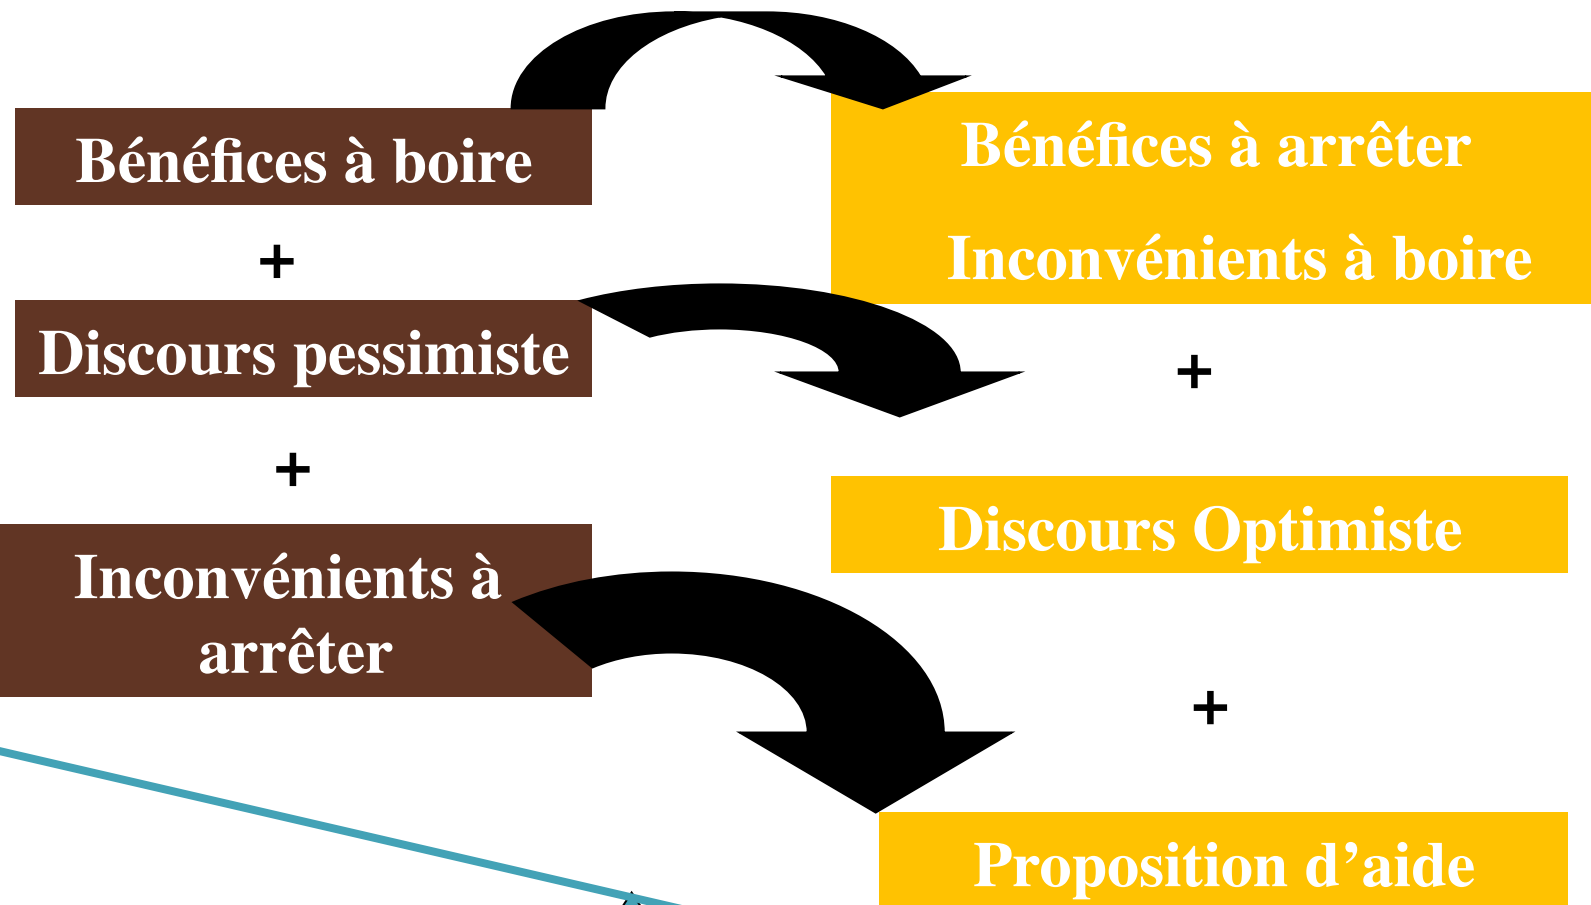 Bénéfices à boire
+
Discours pessimiste
+
Inconvénients à
arrêter
Bénéfices à arrêter
Inconvénients à boire
+
Discours Optimiste
+
Proposition d’aide